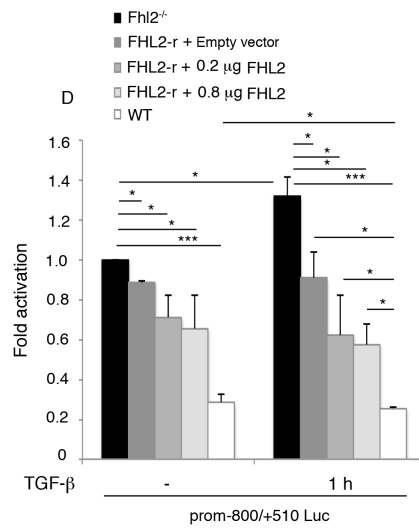 Fhl2-/-
FHL2-r + Empty vector
FHL2-r + 0.2 μg FHL2
FHL2-r + 0.8 μg FHL2
WT
D
*
*
*
*
***
*
*
*
*
***
*
*
*
Fold activation
1.6
1.4
1.2
1.0
0.8
0.6
0.4
0.2
0
TGF-β - 1 h
prom-800/+510 Luc